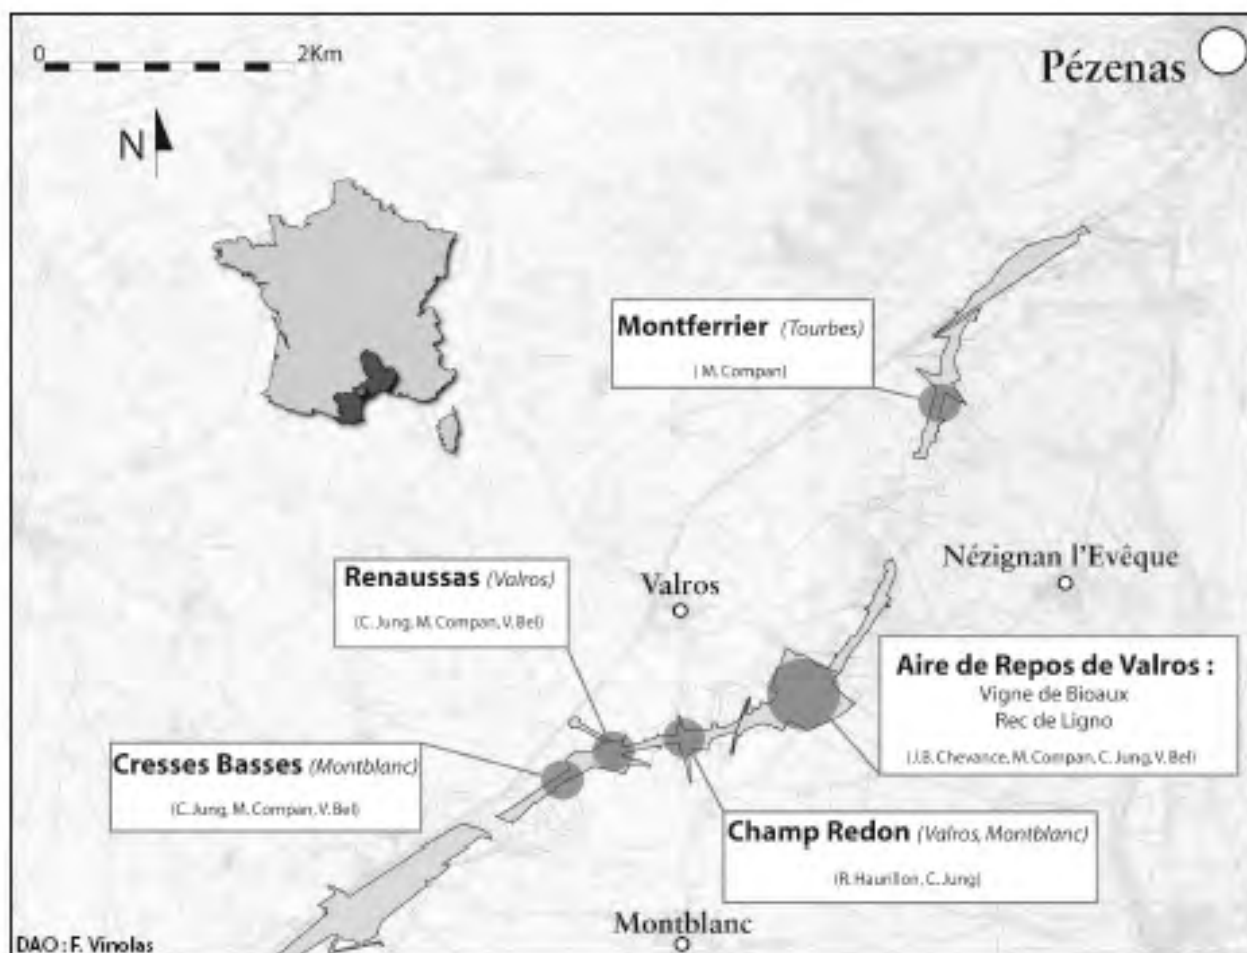 0 2Km
Pézenas
N
Montferrier (Tourbes)
( M. Compan)
Nézignan l'Evêque
Renaussas (Valros)
(C. Jung, M. Compan, V. Bel)
Valros
Aire de Repos de Valros :
Vigne de Bioaux
Rec de Ligno
(J.B. Chevance, M. Compan, C. Jung, V. Bel)
Cresses Basses (Montblanc)
(C. Jung, M. Compan, V. Bel)
Champ Redon (Valros, Montblanc)
(R. Haurillon, C. Jung)
Montblanc
DAO : F. Vinolas